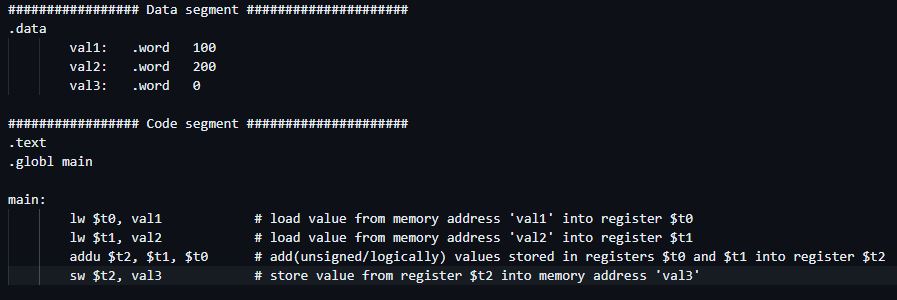 ################# Data segment #####################
.data
val1: .word 100
val2: .word 200
val3: .word 0
################# Code segment #####################
.text
.globl main
main:
lw $t0, val1 # load value from memory address 'val1' into register $t0
lw $t1, val2 # load value from memory address 'val2' into register $t1
addu $t2, $t1, $t0 # add(unsigned/logically) values stored in registers $t0 and $t1 into register $t2
sw $t2, val3 # store value from register $t2 into memory address 'val3'